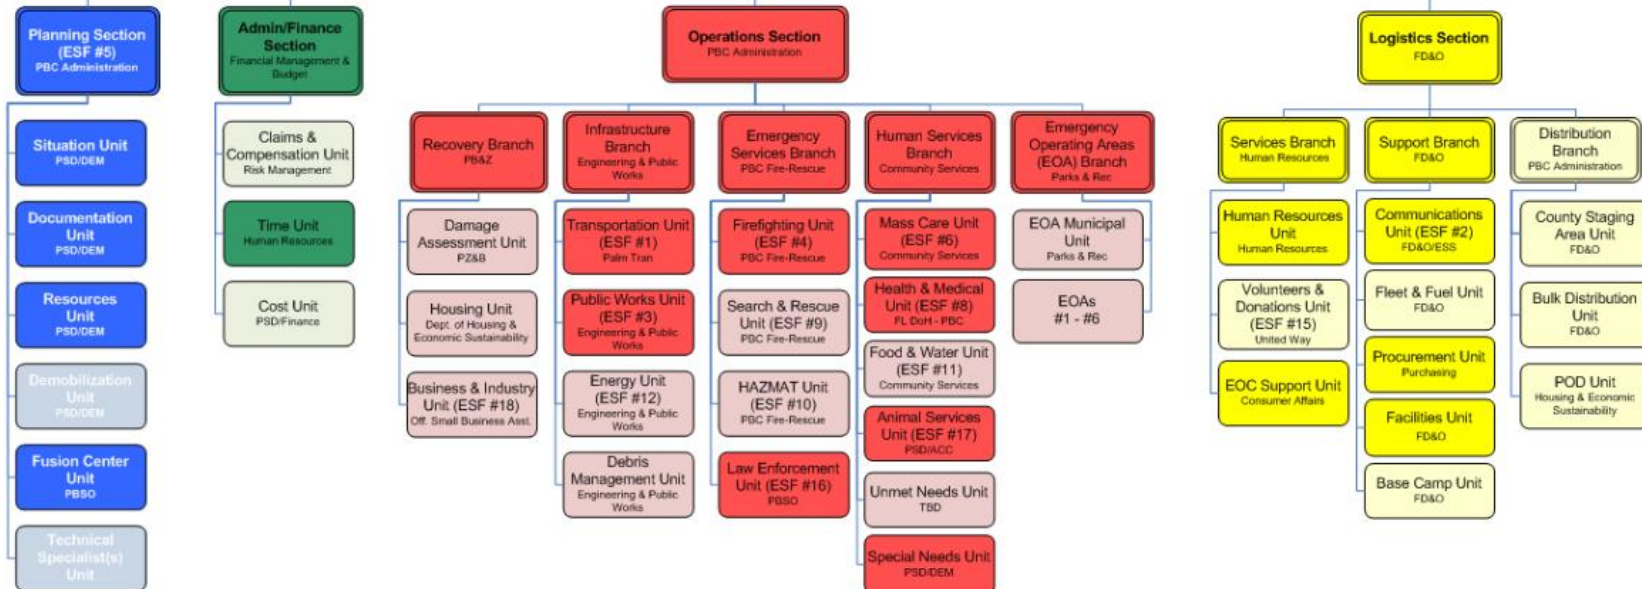 Planning Section
(ESF #5)
PBC Administration
Situation Unit
PSD/DEM
Documentation
Unit
PSD/DEM
Resources
Unit
PSD/DEM
Demobilization
Unit
PSD/DEM
Fusion Center
Unit
PBSO
Technical
Specialist(s)
Unit
Admin/Finance
Section
Financial Management &
Budget
Claims &
Compensation Unit
Risk Management
Time Unit
Human Resources
Cost Unit
PSD/Finance
Operations Section
PBC Administration
Recovery Branch
PB&Z
Damage
Assessment Unit
PZ&B
Housing Unit
Dept. of Housing &
Economic Sustainability
Business & Industry
Unit (ESF #18)
Off. Small Business Asst.
Infrastructure
Branch
Engineering & Public
Works
Transportation Unit
(ESF #1)
Palm Tran
Public Works Unit
(ESF #3)
Engineering & Public
Works
Energy Unit
(ESF #12)
Engineering & Public
Works
Debris
Management Unit
Engineering & Public
Works
Emergency
Services Branch
PBC Fire-Rescue
Firefighting Unit
(ESF #4)
PBC Fire-Rescue
Search & Rescue
Unit (ESF #9)
PBC Fire-Rescue
HAZMAT Unit
(ESF #10)
PBC Fire-Rescue
Law Enforcement
Unit (ESF #16)
PBSO
Human Services
Branch
Community Services
Mass Care Unit
(ESF #6)
Community Services
Health & Medical
Unit (ESF #8)
FL DoH - PBC
Food & Water Unit
(ESF #11)
Community Services
Animal Services
Unit (ESF #17)
PSD/ACC
Unmet Needs Unit
TBD
Special Needs Unit
PSD/DEM
Emergency
Operating Areas
(EOA) Branch
Parks & Rec
EOA Municipal
Unit
Parks & Rec
EOAs
#1 - #6
Logistics Section
FD&O
Services Branch
Human Resources
Human Resources
Unit
Human Resources
Volunteers &
Donations Unit
(ESF #15)
United Way
EOC Support Unit
Consumer Affairs
Support Branch
FD&O
Communications
Unit (ESF #2)
FD&O/ESS
Fleet & Fuel Unit
FD&O
Procurement Unit
Purchasing
Facilities Unit
FD&O
Base Camp Unit
FD&O
Distribution
Branch
PBC Administration
County Staging
Area Unit
FD&O
Bulk Distribution
Unit
FD&O
POD Unit
Housing & Economic
Sustainability